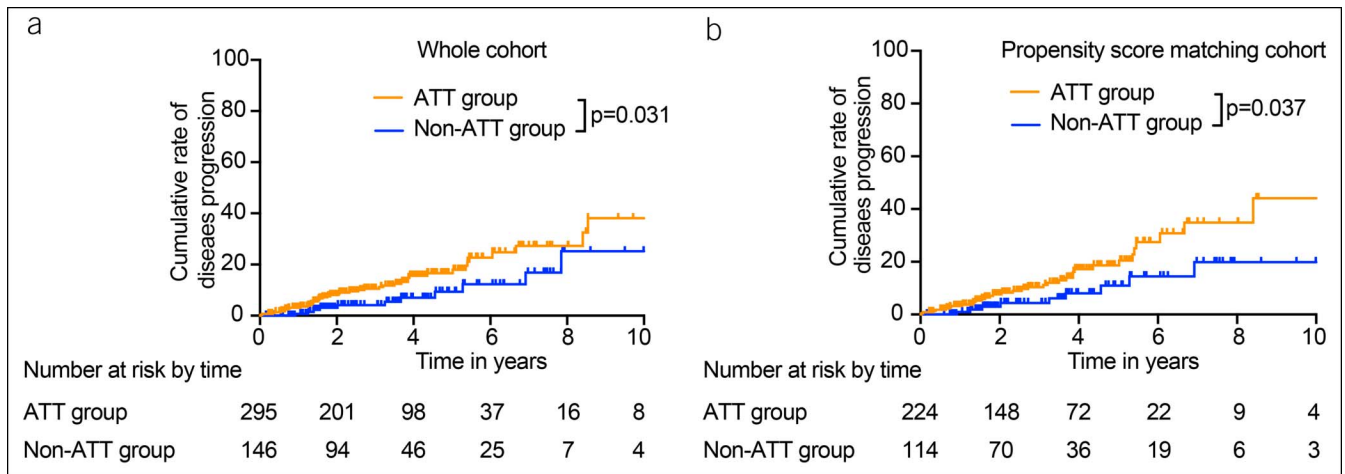 a
Whole cohort
Cumulative rate of
diseaes progression
100
80
60
40
20
0
ATT group
Non-ATT group
p=0.031
0 2 4 6 8 10
Time in years
Number at risk by time
ATT group 295 201 98 37 16 8
Non-ATT group 146 94 46 25 7 4
b
Propensity score matching cohort
Cumulative rate of
diseaes progression
100
80
60
40
20
0
ATT group
Non-ATT group
p=0.037
0 2 4 6 8 10
Time in years
Number at risk by time
ATT group 224 148 72 22 9 4
Non-ATT group 114 70 36 19 6 3